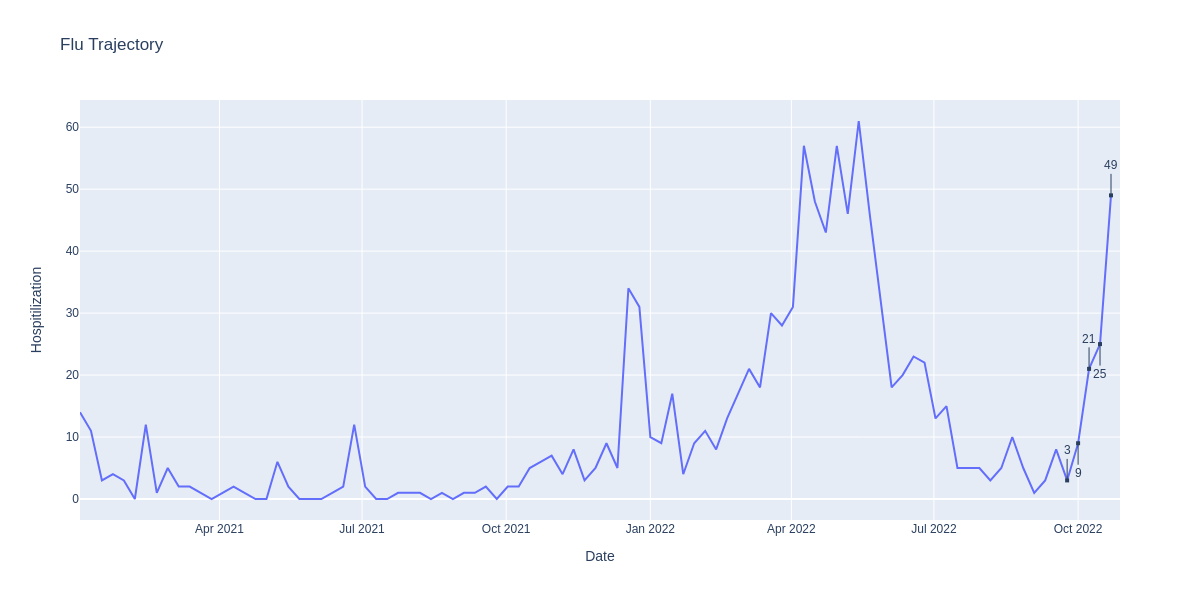 Flu Trajectory
60
50
40
30
20
10
0
Hospitilization
49
21
25
3
9
Apr 2021
Jul 2021
Oct 2021
Jan 2022
Apr 2022
Jul 2022
Oct 2022
Date